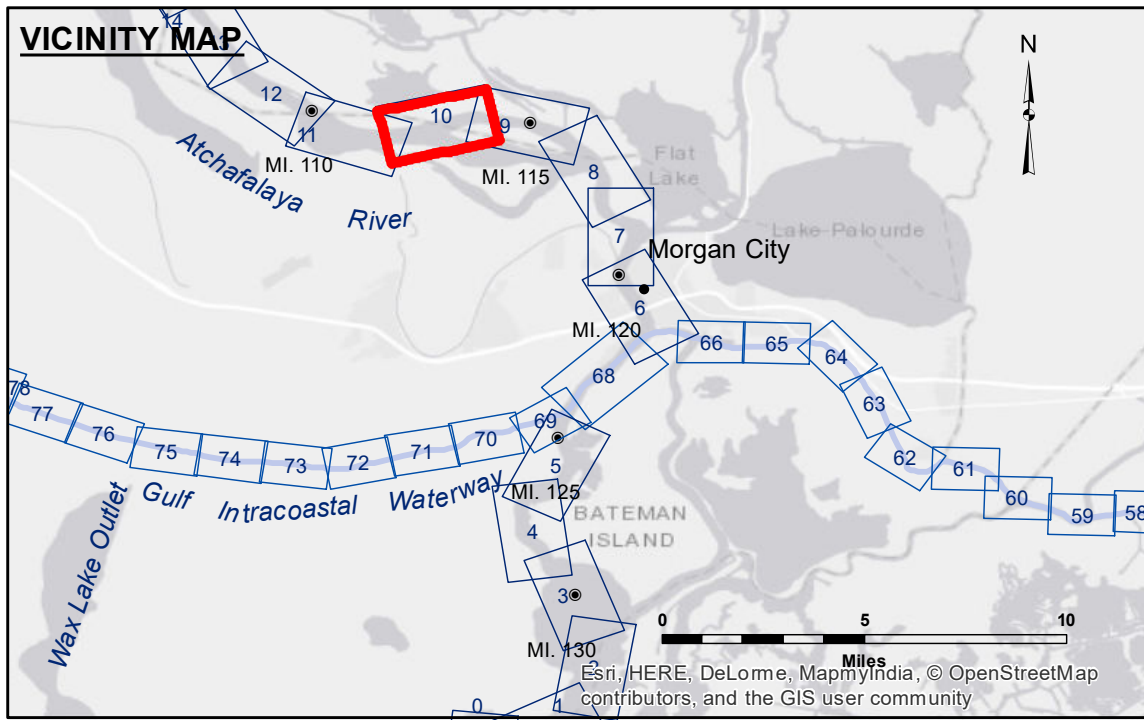 VICINITY MAP
N
14
13
12
11
10
9
MI. 110
MI. 115
Atchafalaya
River
8
Flat
Lake
7
Lake Palourde
Morgan City
6
MI. 120
66
65
64
68
63
78
77
76
75
74
73
72
71
70
69
62
61
60
59
58
5
MI. 125
Gulf Intracoastal Waterway
Wax Lake Outlet
4
BATEMAN
ISLAND
3
MI. 130
2
0
1
0 5 10
Miles
Esri, HERE, DeLorme, MapmyIndia, © OpenStreetMap
contributors, and the GIS user community